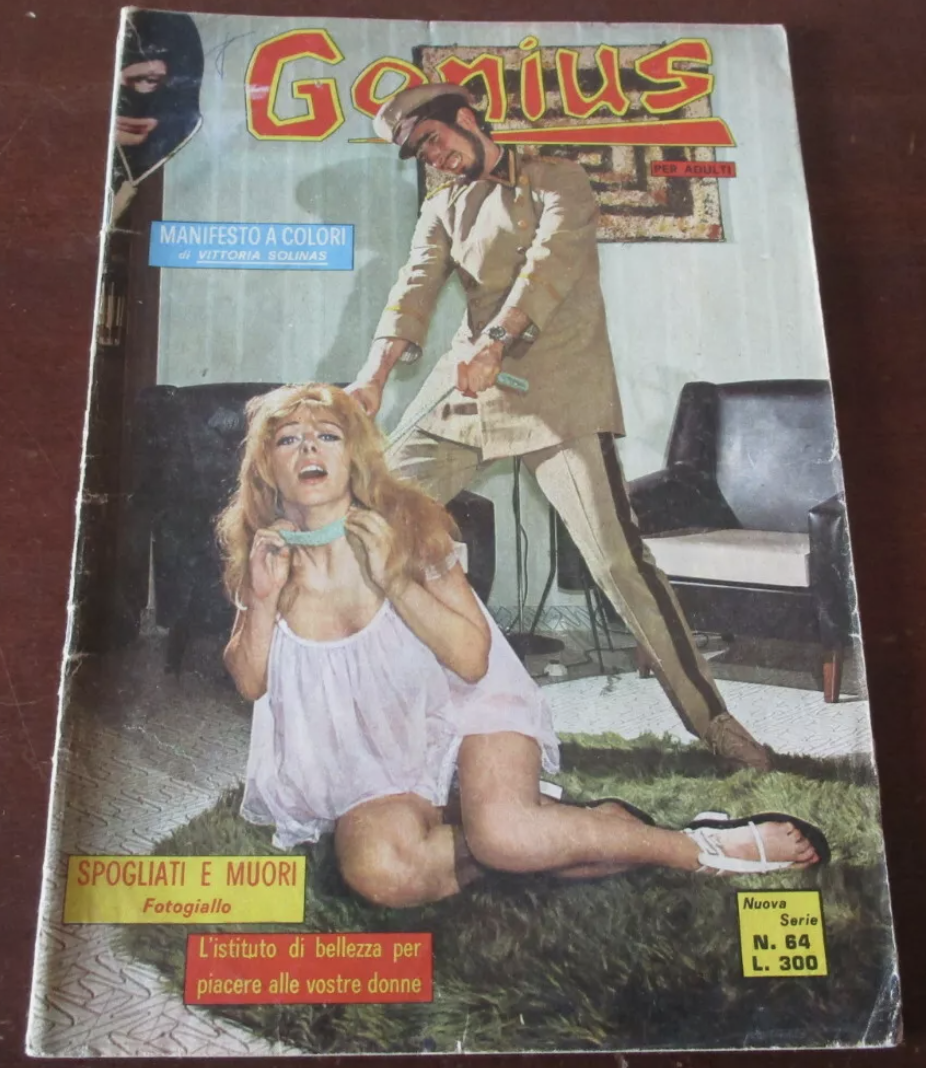 Genius
PER ADULTI
MANIFESTO A COLORI
di VITTORIA SOLINAS
SPOGLIATI E MUORI
Fotogiallo
L'istituto di bellezza per
piacere alle vostre donne
Nuova
Serie
N. 64
L. 300